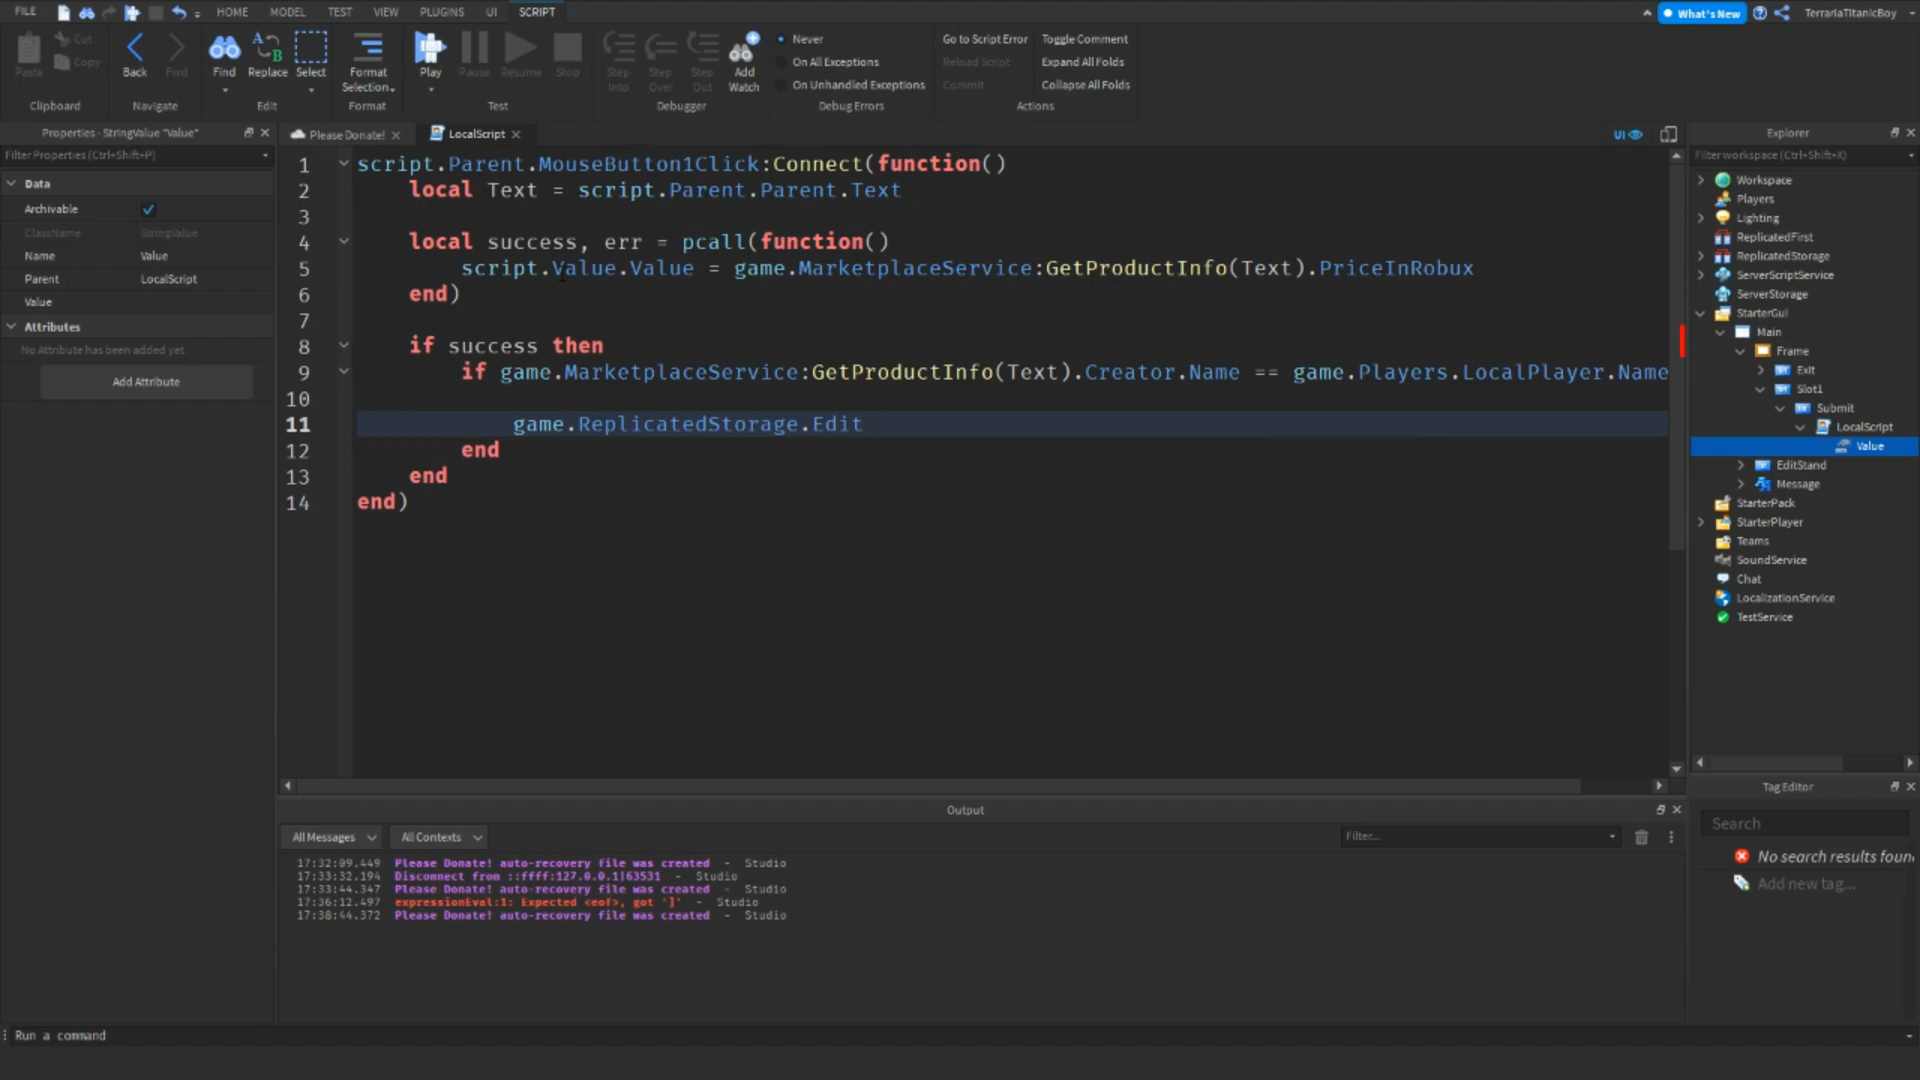 FILE HOME MODEL TEST VIEW PLUGINS UI SCRIPT What's New TerrariaTitanicBoy
Paste Cut Copy Back Fwd Find Replace Select Format Selection Play Pause Resume Stop Step Into Step Over Step Out Add Watch
Never Go to Script Error Toggle Comment
On All Exceptions Reload Script Expand All Folds
On Unhandled Exceptions Commit Collapse All Folds
Clipboard Navigate Edit Format Test Debugger Debug Errors Actions
Properties - StringValue "Value"
Filter Properties (Ctrl+Shift+P)
Data
Archivable
ClassName StringValue
Name Value
Parent LocalScript
Value
Attributes
No Attribute has been added yet
Add Attribute
Please Donate! LocalScript UI
1 script.Parent.MouseButton1Click:Connect(function()
2 local Text = script.Parent.Parent.Text
3
4 local success, err = pcall(function()
5 script.Value.Value = game.MarketplaceService:GetProductInfo(Text).PriceInRobux
6 end)
7
8 if success then
9 if game.MarketplaceService:GetProductInfo(Text).Creator.Name == game.Players.LocalPlayer.Name
10
11 game.ReplicatedStorage.Edit
12 end
13 end
14 end)
Explorer
Filter workspace (Ctrl+Shift+X)
Workspace
Players
Lighting
ReplicatedFirst
ReplicatedStorage
ServerScriptService
ServerStorage
StarterGui
Main
Frame
Exit
Slot1
Submit
LocalScript
Value
EditStand
Message
StarterPack
StarterPlayer
Teams
SoundService
Chat
LocalizationService
TestService
Tag Editor
Search
No search results foun
Add new tag...
Output
All Messages All Contexts Filter...
17:32:09.449 Please Donate! auto-recovery file was created - Studio
17:33:32.194 Disconnect from ::ffff:127.0.0.1|63531 - Studio
17:33:44.347 Please Donate! auto-recovery file was created - Studio
17:36:12.497 expressionEval:1: Expected <eof>, got ']' - Studio
17:38:44.372 Please Donate! auto-recovery file was created - Studio
Run a command